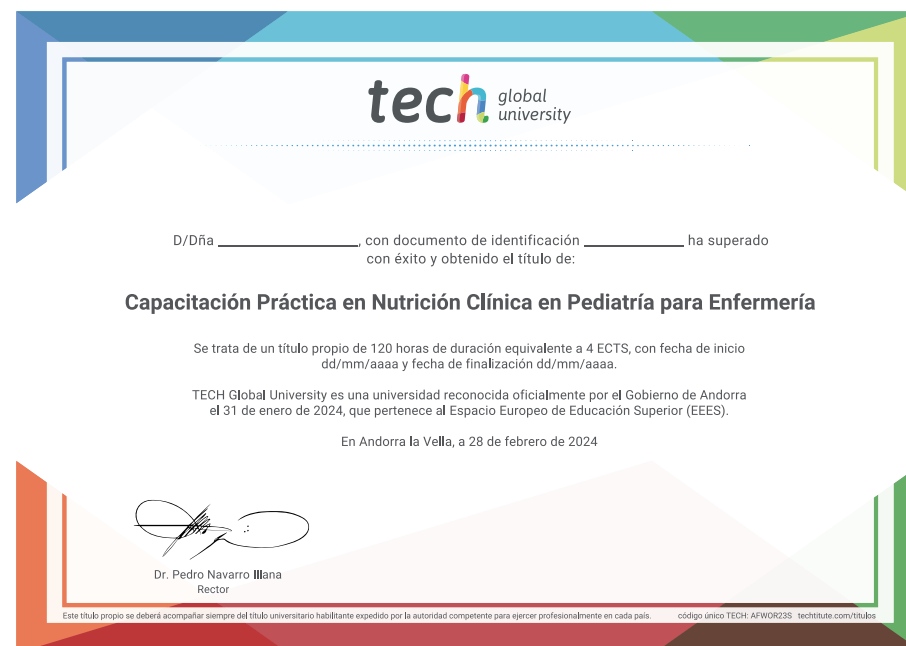 tech global university
D/Dña ____________________, con documento de identificación ______________ ha superado
con éxito y obtenido el título de:
Capacitación Práctica en Nutrición Clínica en Pediatría para Enfermería
Se trata de un título propio de 120 horas de duración equivalente a 4 ECTS, con fecha de inicio
dd/mm/aaaa y fecha de finalización dd/mm/aaaa.
TECH Global University es una universidad reconocida oficialmente por el Gobierno de Andorra
el 31 de enero de 2024, que pertenece al Espacio Europeo de Educación Superior (EEES).
En Andorra la Vella, a 28 de febrero de 2024
Dr. Pedro Navarro Illana
Rector
Este título propio se deberá acompañar siempre del título universitario habilitante expedido por la autoridad competente para ejercer profesionalmente en cada país. código único TECH: AFWOR23S techtitute.com/titulos